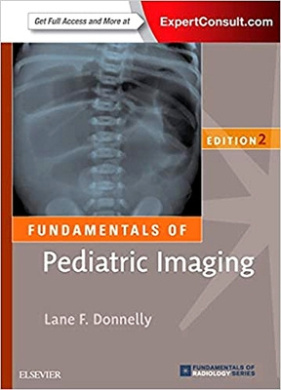 Get Full Access and More at
ExpertConsult.com
EDITION 2
FUNDAMENTALS OF
Pediatric Imaging
Lane F. Donnelly
ELSEVIER
FUNDAMENTALS OF
RADIOLOGY SERIES